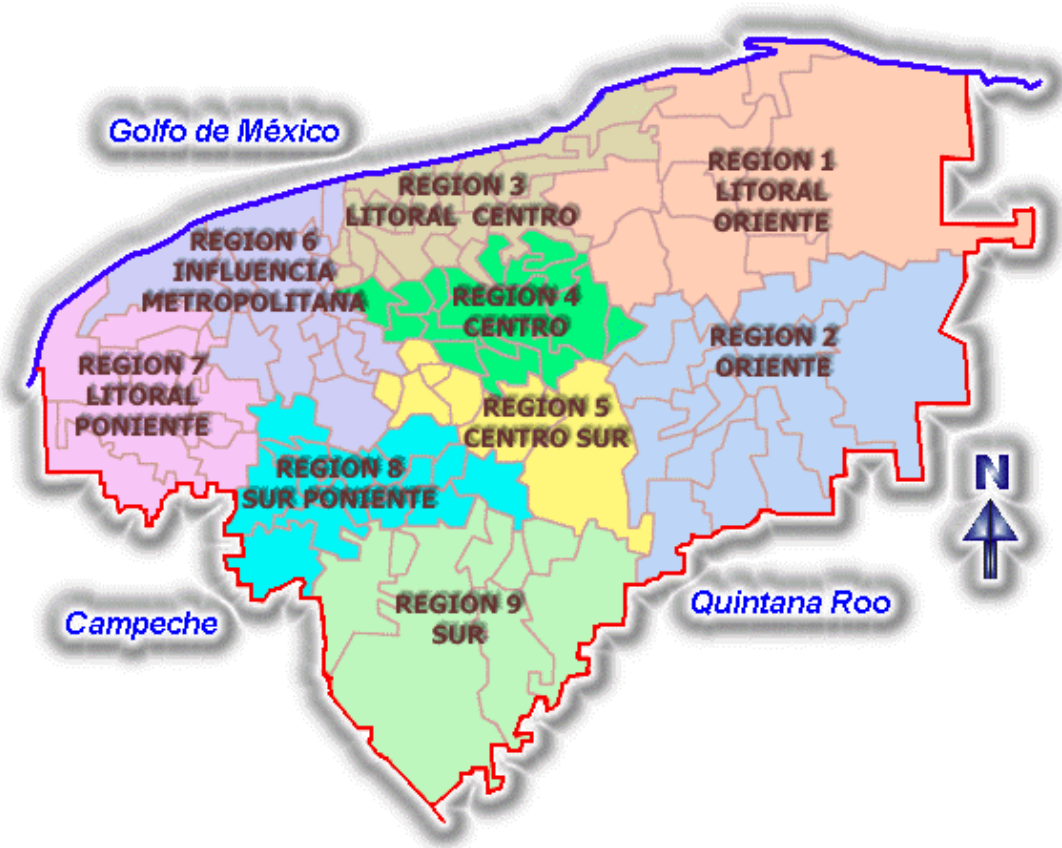 Golfo de México
REGION 1
LITORAL
ORIENTE
REGION 3
LITORAL CENTRO
REGION 6
INFLUENCIA
METROPOLITANA
REGION 4
CENTRO
REGION 2
ORIENTE
REGION 7
LITORAL
PONIENTE
REGION 5
CENTRO SUR
REGION 8
SUR PONIENTE
N
REGION 9
SUR
Campeche
Quintana Roo